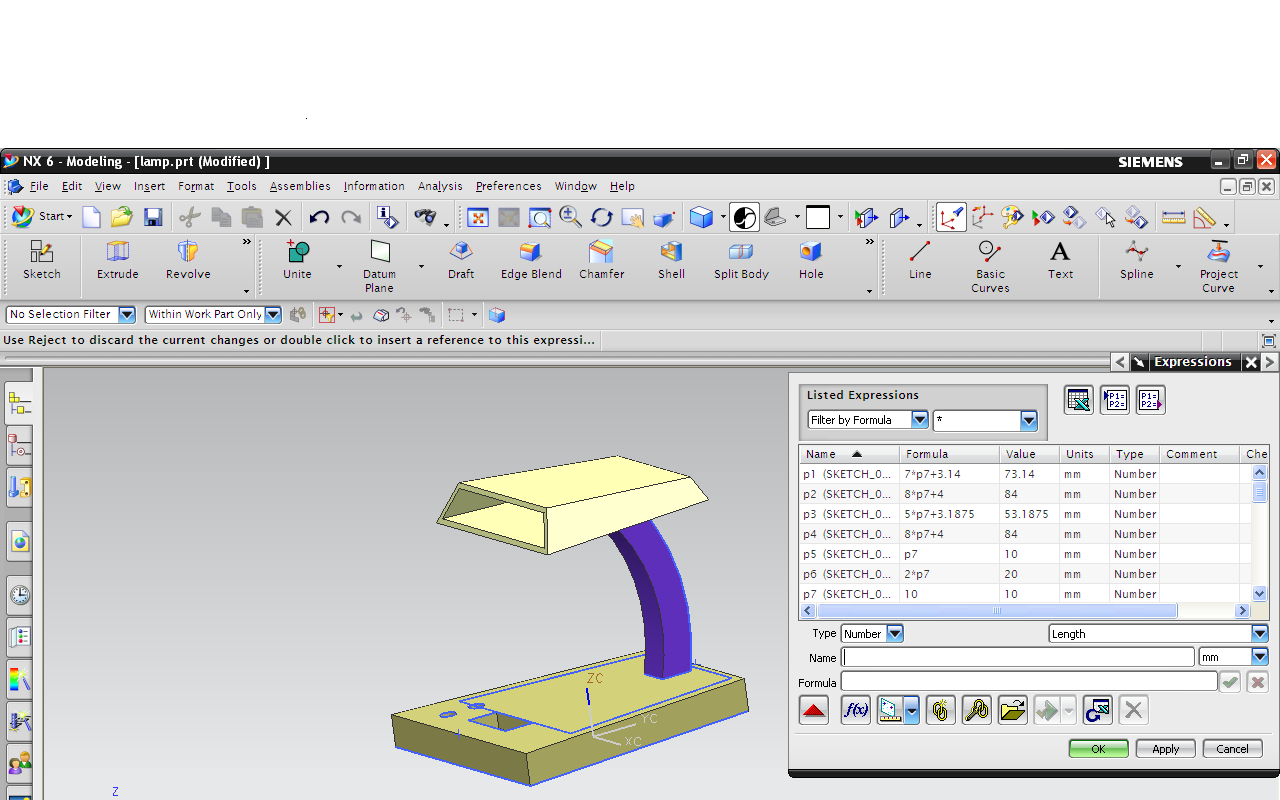 NX 6 - Modeling - [lamp.prt (Modified) ]
SIEMENS
File Edit View Insert Format Tools Assemblies Information Analysis Preferences Window Help
Start
Sketch Extrude Revolve Unite Datum Plane Draft Edge Blend Chamfer Shell Split Body Hole Line Basic Curves Text Spline Project Curve
No Selection Filter Within Work Part Only
Use Reject to discard the current changes or double click to insert a reference to this expressi...
Expressions
Listed Expressions
P1= P2= P1= P2=
Filter by Formula *
Name Formula Value Units Type Comment Che
p1 (SKETCH_0... 7*p7+3.14 73.14 mm Number
p2 (SKETCH_0... 8*p7+4 84 mm Number
p3 (SKETCH_0... 5*p7+3.1875 53.1875 mm Number
p4 (SKETCH_0... 8*p7+4 84 mm Number
p5 (SKETCH_0... p7 10 mm Number
p6 (SKETCH_0... 2*p7 20 mm Number
p7 (SKETCH_0... 10 10 mm Number
Type Number Length
Name mm
Formula
f(x)
OK Apply Cancel
ZC
YC
XC
Z